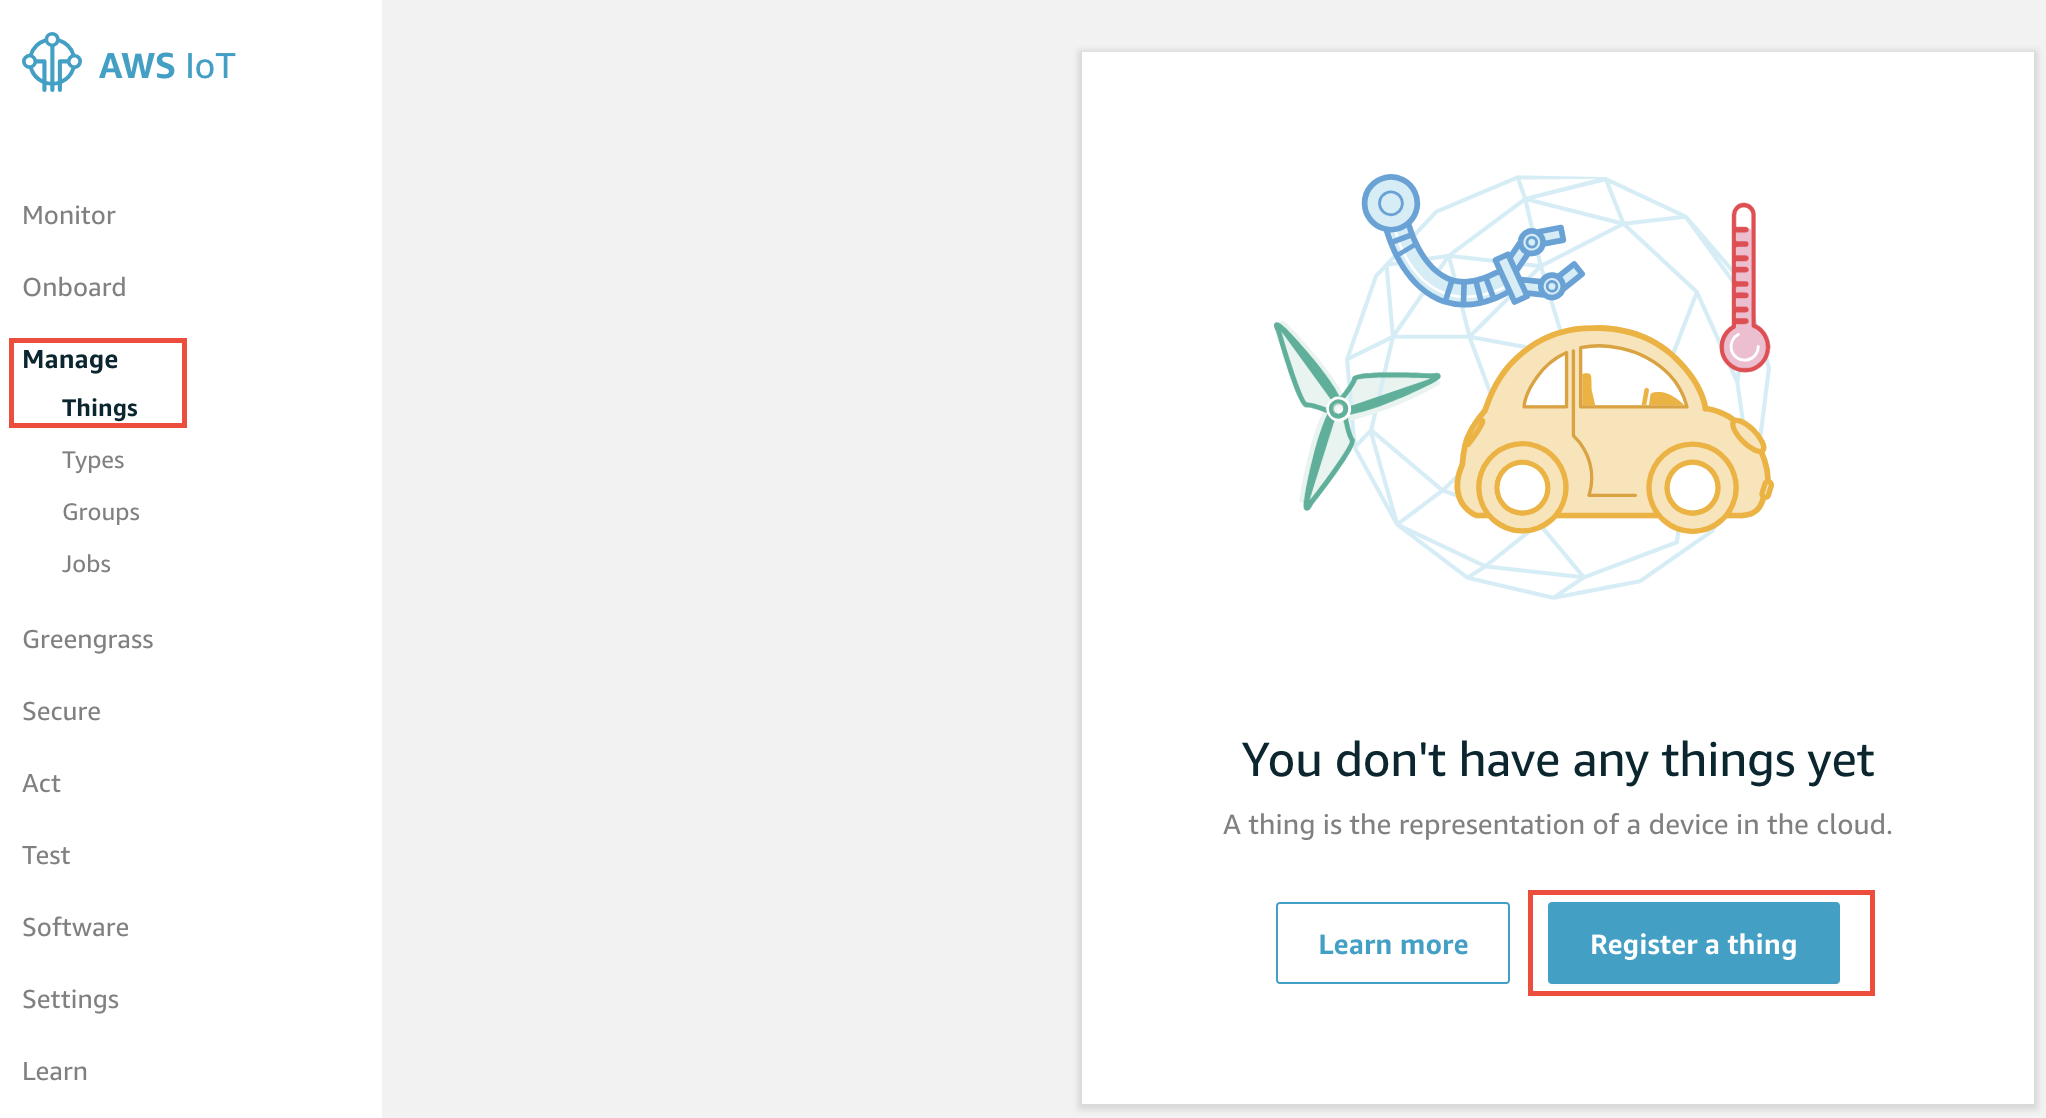 AWS IoT
Monitor
Onboard
Manage
Things
Types
Groups
Jobs
Greengrass
Secure
Act
Test
Software
Settings
Learn
You don't have any things yet
A thing is the representation of a device in the cloud.
Learn more
Register a thing